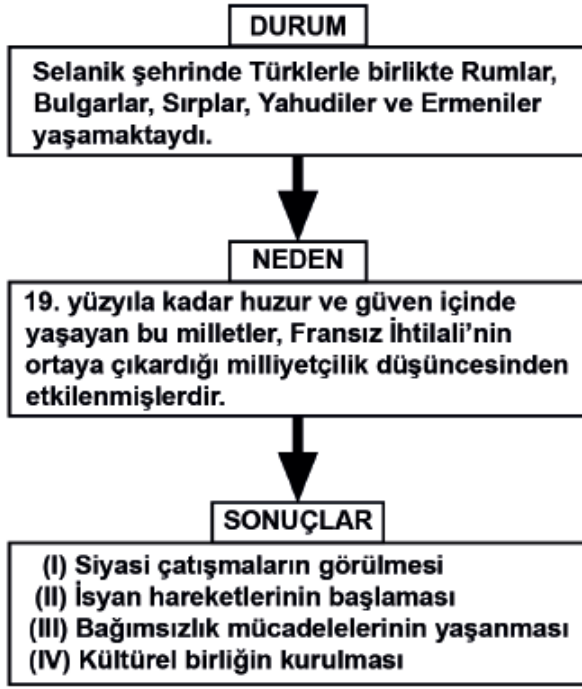 DURUM
Selanik şehrinde Türklerle birlikte Rumlar,
Bulgarlar, Sırplar, Yahudiler ve Ermeniler
yaşamaktaydı.
NEDEN
19. yüzyıla kadar huzur ve güven içinde
yaşayan bu milletler, Fransız İhtilali’nin
ortaya çıkardığı milliyetçilik düşüncesinden
etkilenmişlerdir.
SONUÇLAR
(I) Siyasi çatışmaların görülmesi
(II) İsyan hareketlerinin başlaması
(III) Bağımsızlık mücadelelerinin yaşanması
(IV) Kültürel birliğin kurulması